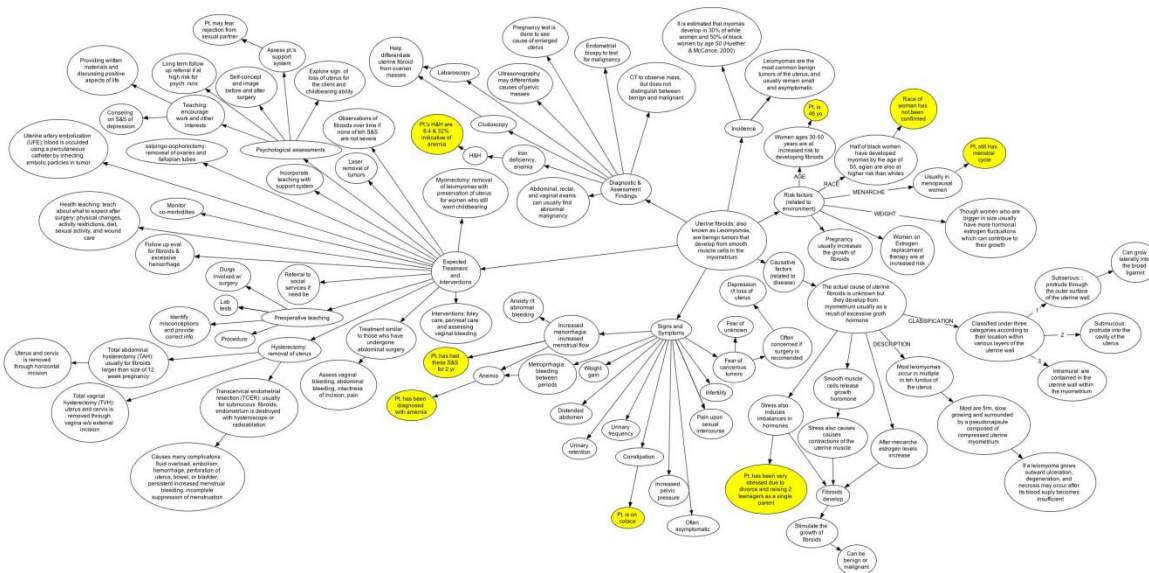 Pt. may fear
rejection from
sexual partner
Assess pt's
support
system
Providing written
materials and
discussing positive
aspects of life
Long term follow
up referral if at
high risk for
psych. rxns
Self-concept
and image
before and after
surgery
Explore sign. of
loss of uterus for
the client and
childbearing ability
Teaching:
encourage
work and other
interests
Conseling
on S&S of
depression
Psychological assessments
Observations of
fibroids over time if
none of teh S&S
are not severe
Uterine artery embolization
(UFE): blood is occulded
using a percutaneous
catheter by infecting
embolic particles in tumor
salpingo-oophorectomy:
removeal of ovaries and
fallopian tubes
Laser
removal of
tumors
Incorporate
teaching with
support system
Myomectomy: removal
of leiomyomas with
preservation of uterus
for women who still
want childbearing
Health teaching: teach
about what to expect after
surgery: physical changes,
activity restrictions, diet,
sexual activity, and wound
care
Monitor
co-morbidities
Follow up eval.
for fibroids &
excessive
hemorrhage
Referral to
social
services if
need be
Expected
Treatment
and
Interventions
Durgs
involved w/
surgery
Lab
tests
Identify
misconceptions
and provide
correct info.
Procedure
Preoperative teaching
Interventions: foley
care, perineal care
and assessing
vaginal bleeding
Treatment similar
to those who have
undergone
abdominal surgery
Assess vaginal
bleeding, abdominal
bleeding, intactness
of incision, pain
Hysterectomy:
removal of uterus
Total abdominal
hysterectomy (TAH):
usually for fibroids
larger than size of 12
week pregnancy
Uterus and cervix
is removed
through horizontal
incision
Total vaginal
hysterectomy (TVH):
uterus and cervix is
removed through
vagina w/o external
incision
Transcervical endometrial
resection (TCER): usually
for submucous fibroids,
endometrium is destroyed
with hysteroscope or
radioablation
Causes many complicatons:
fluid overload, embolism,
hemorrhage, perforation of
uterus, bowel, or bladder,
persistent increased menstrual
bleeding, incomplete
suppression of menstruation
Help
differentiate
uterine fibroid
from ovarian
masses
Labaroscopy
Pregnancy test is
done to see
cause of enlarged
uterus
Ultrasonography
may differentiate
causes of pelvic
masses
Endometrial
biospy to test
for malignancy
CT to observe mass,
but does not
distinguish between
benign and malignant
Culdoscopy
Pt.'s H&H are
8.4 & 32%
indicative of
anemia
H&H
Iron
deficiency,
anemia
Diagnostic &
Assessment
Findings
Abdominal, rectal, and
vaginal exams can
usually find abnormal
malignancy
It is estimated that myomas
develop in 30% of white
women and 50% of black
women by age 50 (Huether
& McCance, 2000)
Leiomyomas are
the most common
benign tumors of the
uterus, and usually
remain small and
asymptomatic
Incidence
Pt. is
46 yo
Race of
woman has
not been
confirmed
Women ages 30-50
years are at
increased risk to
developing fibriods
Half of black women
have developed
myomas by the age of
50, agian are also at
higher risk than whites
Pt. still has
menstral
cycle
AGE
RACE
MENARCHE
WEIGHT
Usually in
menopausal
women
Risk factors
(related to
environment)
Though women who are
bigger in size usually
have more hormonal
estrogen fluctuations
which can contribute to
their growth
Women on
Estrogen
replacement
therapy are at
increased risk
Pregnancy
usually increases
the growth of
fibroids
Uterine fibroids: also
known as Leiomyomas,
are benign tumors that
develop from smooth
muscle cells in the
myometrium
Causative
factors
(related to
disease)
The actual cause of uterine
fibroids is unknown but they
develop from myometrium
usually as a reuslt of
excessive groth hormone
CLASSIFICATION
DESCRIPTION
Classified under three
categories according to
their location within
various layers of the
uterine wall
1
2
3
Subserous: :
protrude through
the outer surface
of the uterine wall
Can grow
laterally into
the broad
ligamnt
Submucous:
protrude into
the cavity of the
uterus
Intramural: are contained
in the uterine wall within
the myometrium
Most leiomyomas
occur in multiple
in teh fundus of the
uterus
Most are firm, slow
growing and surrounded
by a pseudocapsule
composed of
compressed uterine
myometrium
If a leiomyoma grows
outward ulceration,
degeneration, and
necrosis may occur after
its blood suply becomes
insufficient
Smooth muscle
cells release
growth
horomone
Stress also causes
causes
contractions of the
uterine muscle
After menarche
estrogen levels
increase
Fibroids
develop
Stimulate the
growth of
fibroids
Can be
benign or
malignant
Signs and
Symptoms
Anxiety r/t
abnormal
bleeding
Increased
menorrhagia:
increased
menstrual flow
Pt. has had
these S&S
for 2 yr
Anemia
Metrorrhagia:
bleeding
between
periods
Pt. has been
diagnosed
with amemia
Weight
gain
Distended
abdomen
Urinary
retention
Urinary
frequency
Constipation
Pt. is on
colace
Increased
pelvic
pressure
Often
asymptomatic
Pain upon
sexual
intercourse
Infertility
Fear of
cancerous
tumors
Fear of
unknown
Depression
r/t loss of
uterus
Often
concerned if
surgery is
recomended
Stress also
induces
imbalances in
hormones
Pt. has been very
stressed due to
divorce and raising 2
teenagers as a single
parent